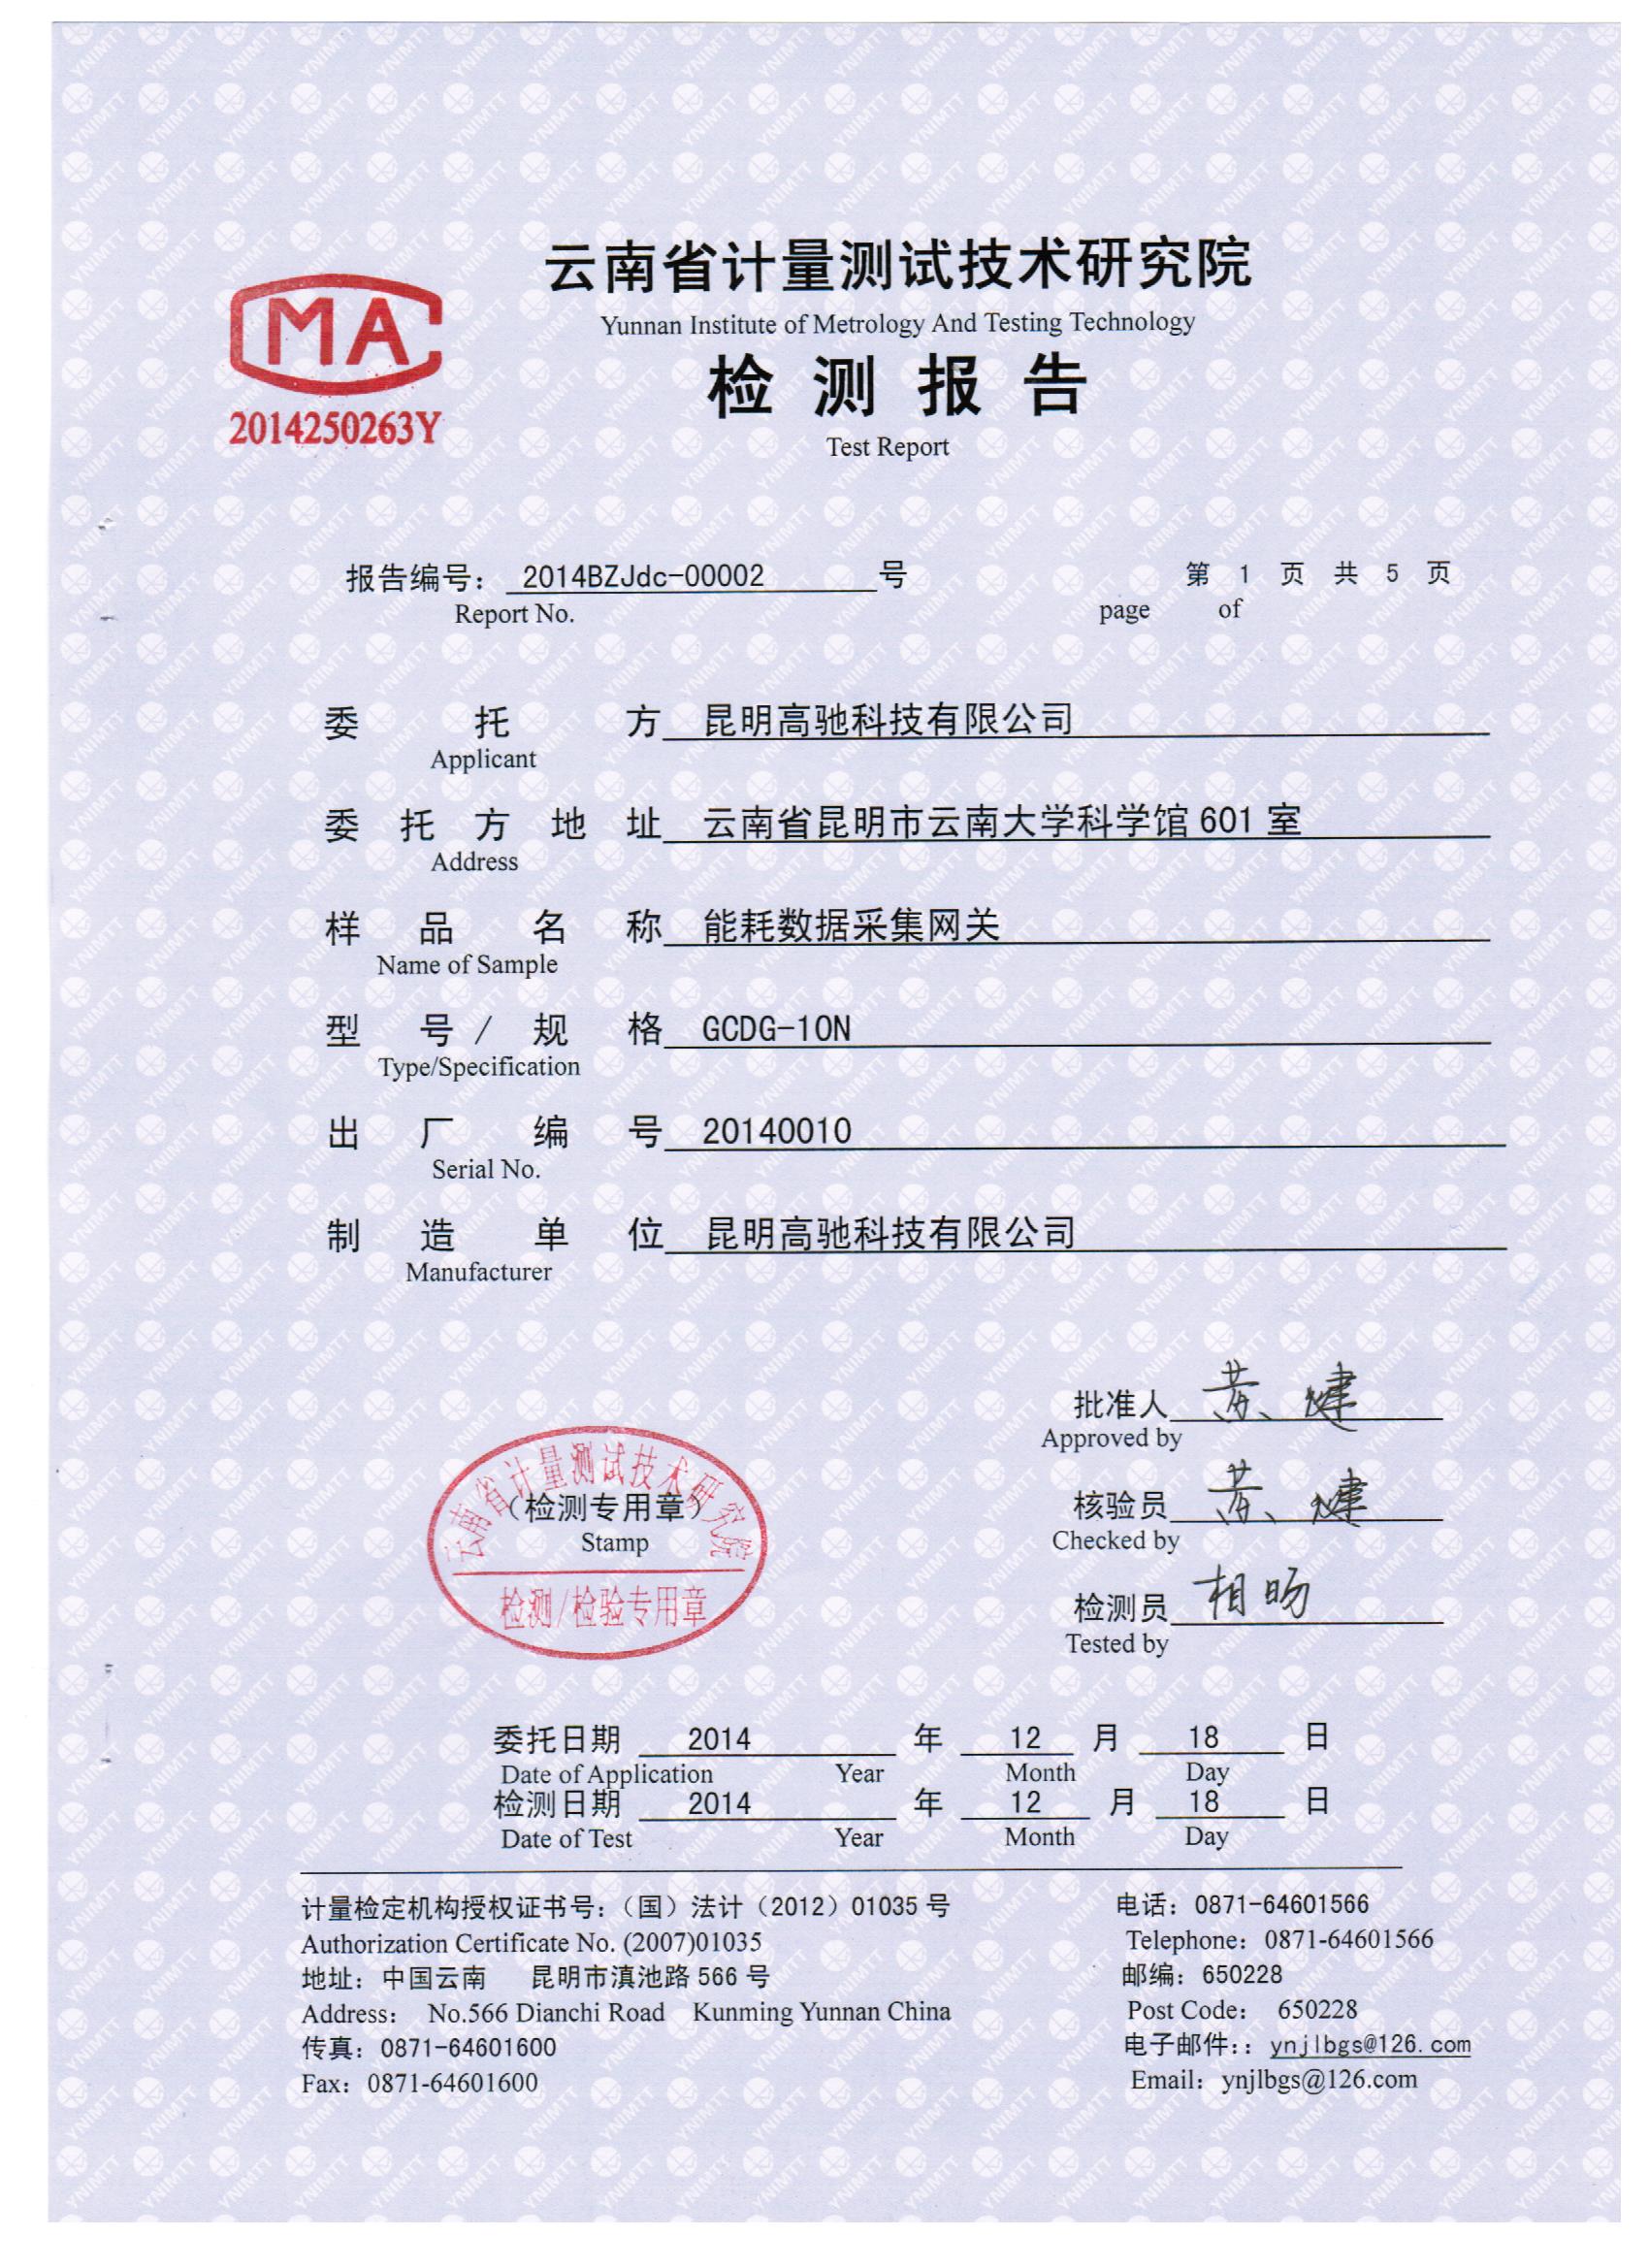 云南省计量测试技术研究院
Yunnan Institute of Metrology And Testing Technology
MA
2014250263Y
检测报告
Test Report
报告编号： 2014BZJdc-00002 号
Report No.
第 1 页 共 5 页
page of
委托方 昆明高驰科技有限公司
Applicant
委托方地址 云南省昆明市云南大学科学馆 601 室
Address
样品名称 能耗数据采集网关
Name of Sample
型号/规格 GCDG-10N
Type/Specification
出厂编号 20140010
Serial No.
制造单位 昆明高驰科技有限公司
Manufacturer
批准人
Approved by
核验员
Checked by
云南省计量测试技术研究院
（检测专用章）
Stamp
检测/检验专用章
检测员
Tested by
委托日期 2014 年 12 月 18 日
Date of Application Year Month Day
检测日期 2014 年 12 月 18 日
Date of Test Year Month Day
计量检定机构授权证书号：（国）法计（2012）01035 号
Authorization Certificate No. (2007)01035
地址：中国云南 昆明市滇池路 566 号
Address： No.566 Dianchi Road Kunming Yunnan China
传真：0871-64601600
Fax：0871-64601600
电话：0871-64601566
Telephone：0871-64601566
邮编：650228
Post Code： 650228
电子邮件：：ynjlbgs@126.com
Email：ynjlbgs@126.com
YNIMTT